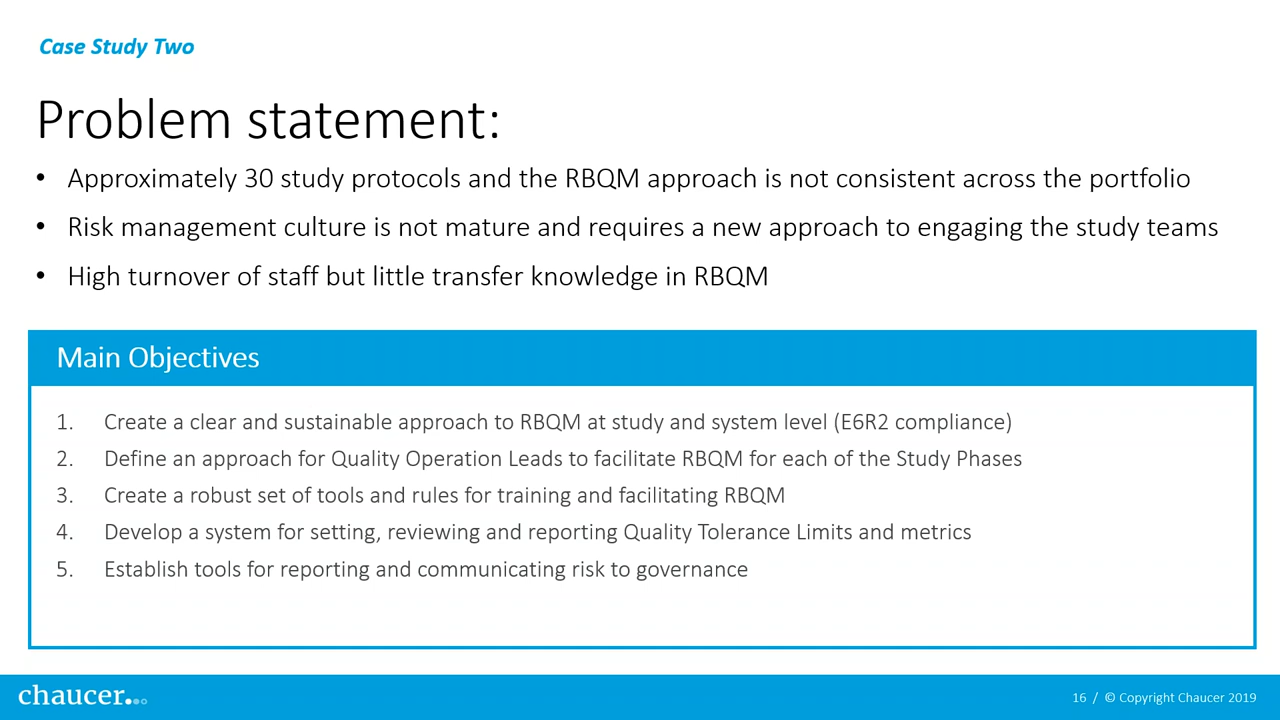 Case Study Two
Problem statement:
• Approximately 30 study protocols and the RBQM approach is not consistent across the portfolio
• Risk management culture is not mature and requires a new approach to engaging the study teams
• High turnover of staff but little transfer knowledge in RBQM
Main Objectives
1. Create a clear and sustainable approach to RBQM at study and system level (E6R2 compliance)
2. Define an approach for Quality Operation Leads to facilitate RBQM for each of the Study Phases
3. Create a robust set of tools and rules for training and facilitating RBQM
4. Develop a system for setting, reviewing and reporting Quality Tolerance Limits and metrics
5. Establish tools for reporting and communicating risk to governance
chaucer...
16 / © Copyright Chaucer 2019